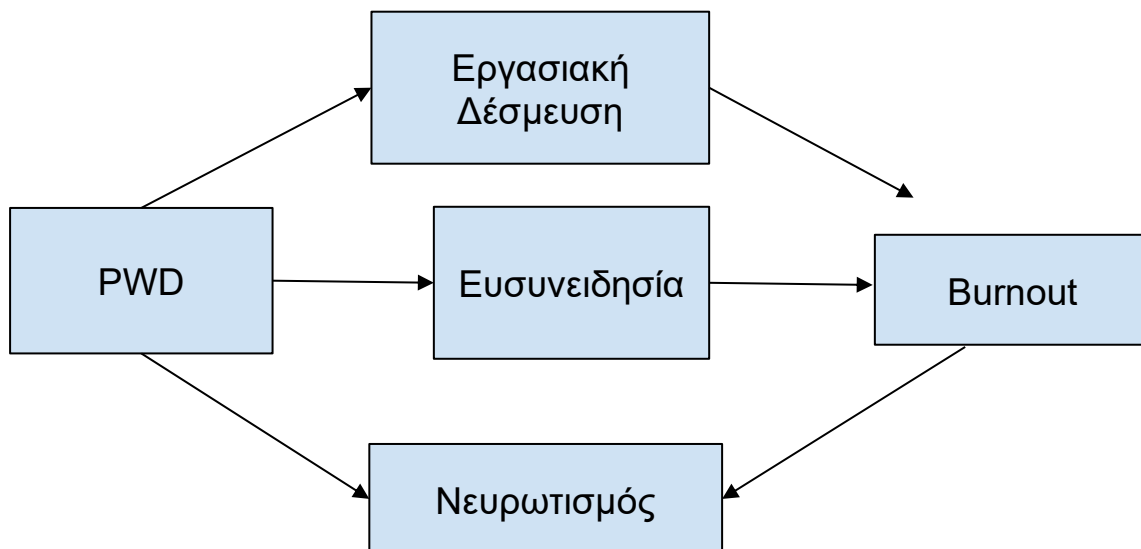 Εργασιακή
Δέσμευση
PWD
Ευσυνειδησία
Burnout
Νευρωτισμός